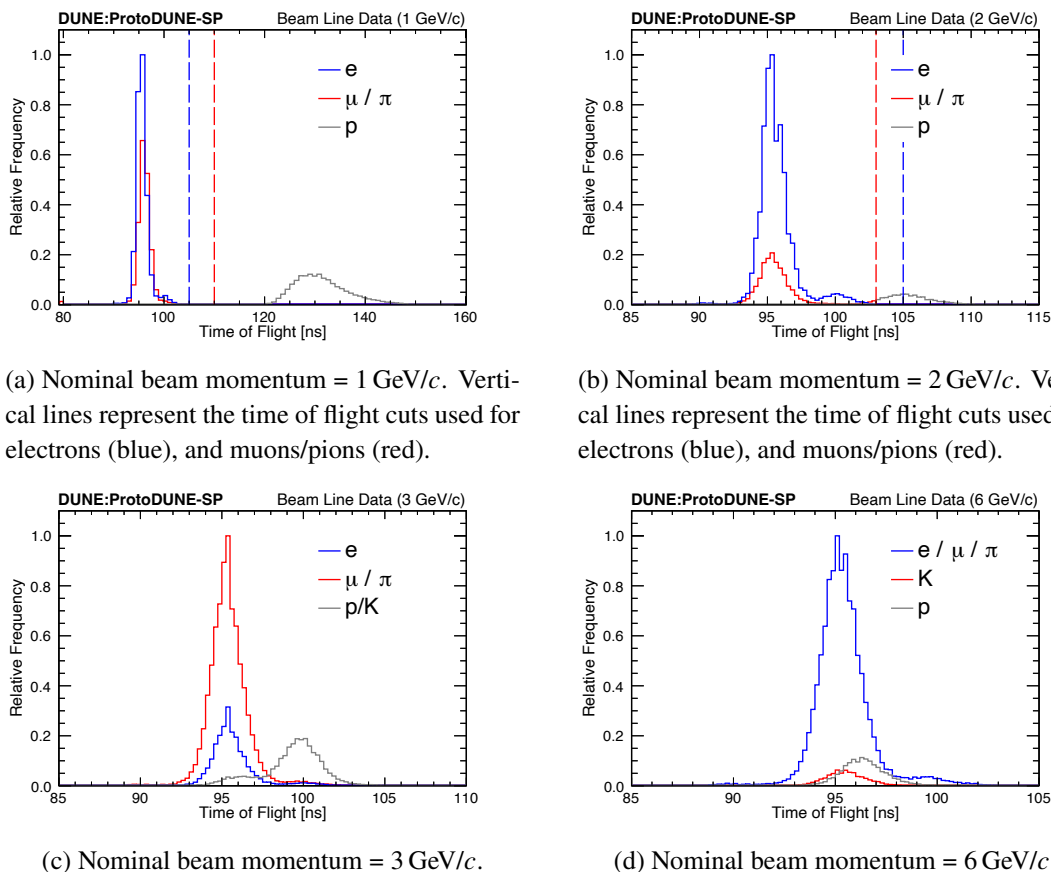 DUNE:ProtoDUNE-SP Beam Line Data (1 GeV/c)
Relative Frequency
1.0
0.8
0.6
0.4
0.2
0.0
e
μ / π
p
80 100 120 140 160
Time of Flight [ns]
(a) Nominal beam momentum = 1 GeV/c. Verti-
cal lines represent the time of flight cuts used for
electrons (blue), and muons/pions (red).
DUNE:ProtoDUNE-SP Beam Line Data (2 GeV/c)
Relative Frequency
1.0
0.8
0.6
0.4
0.2
0.0
e
μ / π
p
85 90 95 100 105 110 115
Time of Flight [ns]
(b) Nominal beam momentum = 2 GeV/c. Ve
cal lines represent the time of flight cuts used
electrons (blue), and muons/pions (red).
DUNE:ProtoDUNE-SP Beam Line Data (3 GeV/c)
Relative Frequency
1.0
0.8
0.6
0.4
0.2
0.0
e
μ / π
p/K
85 90 95 100 105 110
Time of Flight [ns]
(c) Nominal beam momentum = 3 GeV/c.
DUNE:ProtoDUNE-SP Beam Line Data (6 GeV/c)
Relative Frequency
1.0
0.8
0.6
0.4
0.2
0.0
e / μ / π
K
p
85 90 95 100 105
Time of Flight [ns]
(d) Nominal beam momentum = 6 GeV/c